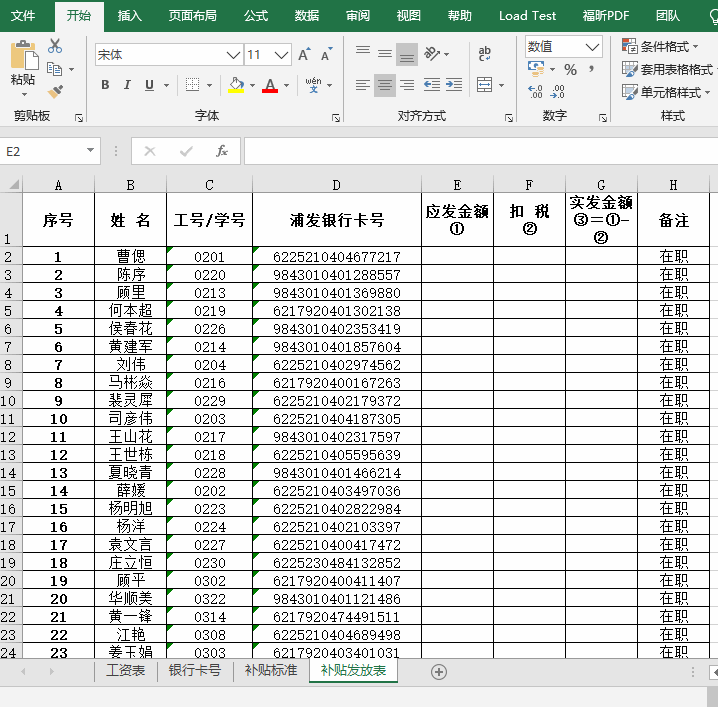 文件 开始 插入 页面布局 公式 数据 审阅 视图 帮助 Load Test 福昕PDF 团队
宋体 11 ab 数值 条件格式
粘贴 B I U A wén 文 % 套用表格格式
单元格样式
剪贴板 字体 对齐方式 数字 样式
E2 fx
A B C D E F G H
1 序号 姓 名 工号/学号 浦发银行卡号 应发金额① 扣 税② 实发金额③=①-② 备注
2 1 曹偲 0201 6225210404677217 在职
3 2 陈序 0220 9843010401288557 在职
4 3 顾里 0213 9843010401369880 在职
5 4 何本超 0219 6217920401302138 在职
6 5 侯春花 0226 9843010402353419 在职
7 6 黄建军 0214 9843010401857604 在职
8 7 刘伟 0204 6225210402974562 在职
9 8 马彬焱 0216 6217920400167263 在职
10 9 裴灵犀 0229 6225210402179372 在职
11 10 司彦伟 0203 6225210404187305 在职
12 11 王山花 0217 9843010402317597 在职
13 12 王世栋 0218 6225210405595639 在职
14 13 夏晓青 0228 9843010401466214 在职
15 14 薛媛 0202 6225210403497036 在职
16 15 杨明旭 0223 6225210402822984 在职
17 16 杨洋 0224 6225210402103397 在职
18 17 袁文言 0227 6225210400417472 在职
19 18 庄立恒 0230 6225230484132852 在职
20 19 顾平 0302 6217920400411407 在职
21 20 华顺美 0322 9843010401121486 在职
22 21 黄一锋 0314 6217920474491511 在职
23 22 江艳 0308 6225210404689498 在职
24 23 姜玉娟 0303 6217920403401031 在职
工资表 银行卡号 补贴标准 补贴发放表